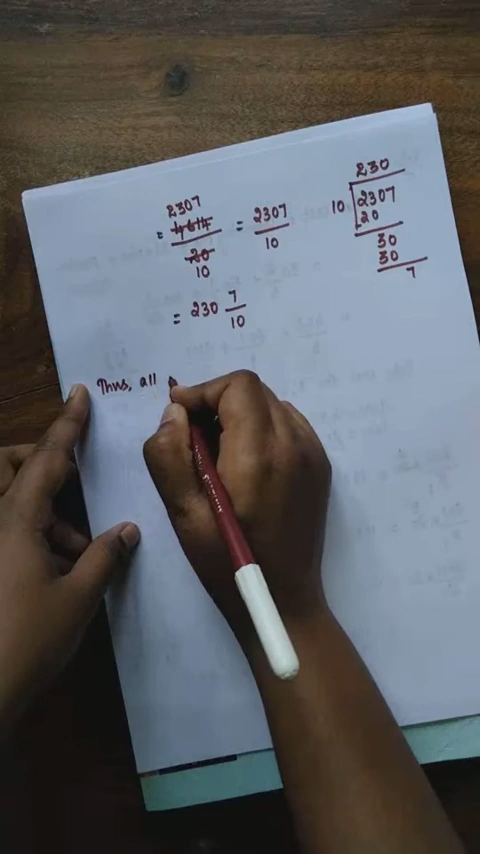 2307
= 4614/20 = 2307/10
10
= 230 7/10
230
10 2307
20
30
30
7
Thus, all